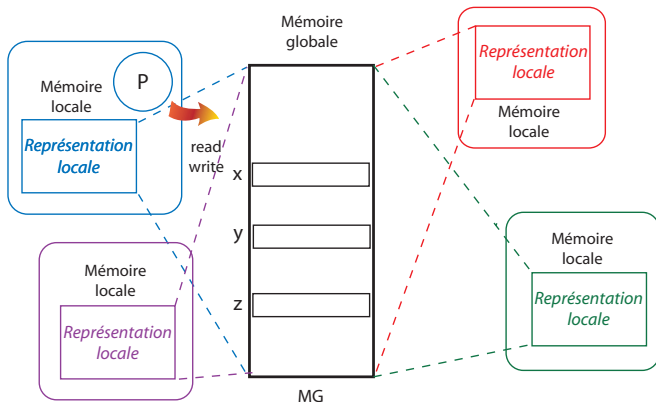 Mémoire
globale
P
Mémoire
locale
Représentation
locale
read
write
Représentation
locale
Mémoire
locale
x
y
z
Mémoire
locale
Représentation
locale
Mémoire
locale
Représentation
locale
MG